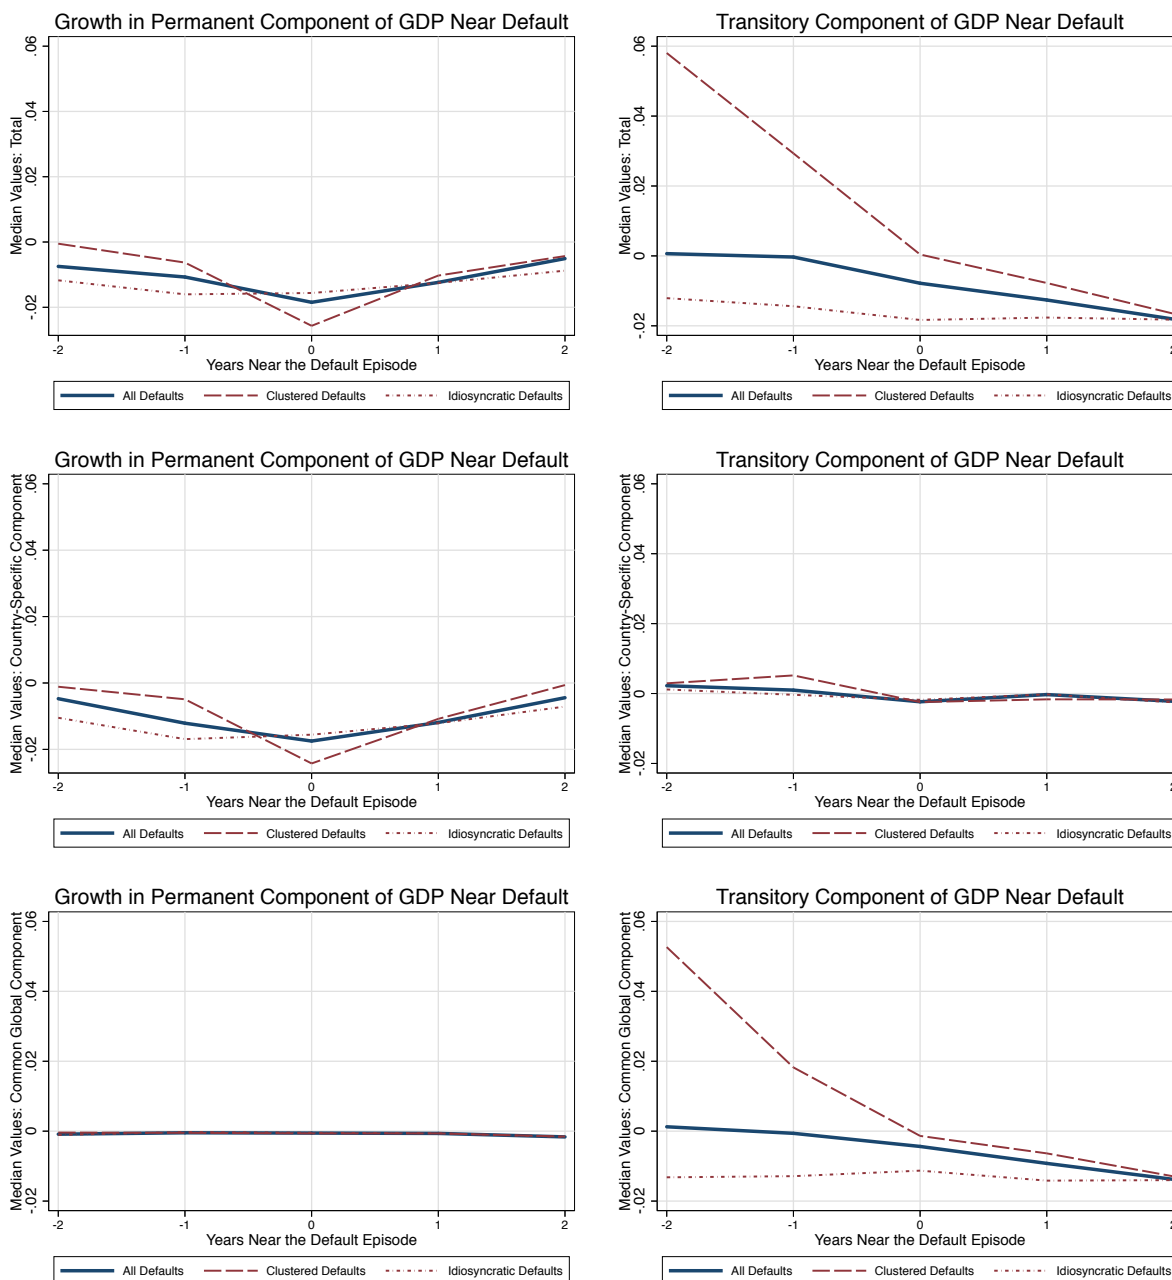 Growth in Permanent Component of GDP Near Default
Median Values: Total
.06
.04
.02
0
-.02
-2
-1
0
1
2
Years Near the Default Episode
All Defaults
Clustered Defaults
Idiosyncratic Defaults
Transitory Component of GDP Near Default
Median Values: Total
.06
.04
.02
0
-.02
-2
-1
0
1
2
Years Near the Default Episode
All Defaults
Clustered Defaults
Idiosyncratic Defaults
Growth in Permanent Component of GDP Near Default
Median Values: Country-Specific Component
.06
.04
.02
0
-.02
-2
-1
0
1
2
Years Near the Default Episode
All Defaults
Clustered Defaults
Idiosyncratic Defaults
Transitory Component of GDP Near Default
Median Values: Country-Specific Component
.06
.04
.02
0
-.02
-2
-1
0
1
2
Years Near the Default Episode
All Defaults
Clustered Defaults
Idiosyncratic Defaults
Growth in Permanent Component of GDP Near Default
Median Values: Common Global Component
.06
.04
.02
0
-.02
-2
-1
0
1
2
Years Near the Default Episode
All Defaults
Clustered Defaults
Idiosyncratic Defaults
Transitory Component of GDP Near Default
Median Values: Common Global Component
.06
.04
.02
0
-.02
-2
-1
0
1
2
Years Near the Default Episode
All Defaults
Clustered Defaults
Idiosyncratic Defaults